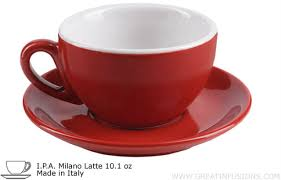 I.P.A. Milano Latte 10.1 oz
Made in Italy
WWW.GREATINFUSIONS.COM